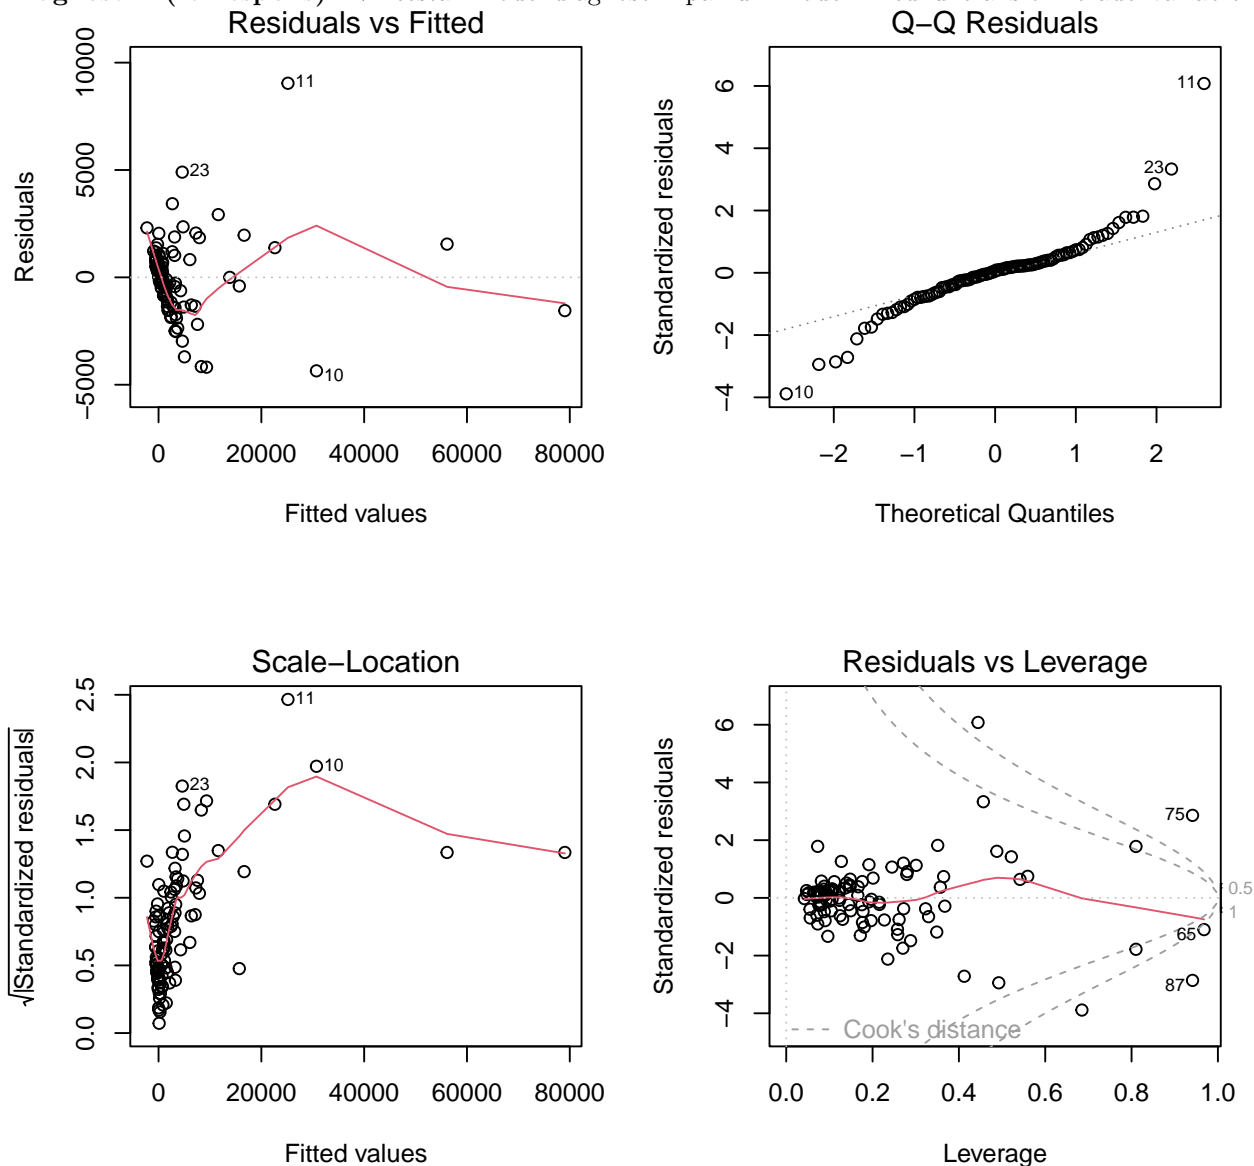 Residuals vs Fitted
Residuals
10000
5000
0
−5000
11
23
10
0 20000 40000 60000 80000
Fitted values
Q−Q Residuals
Standardized residuals
6
4
2
0
−2
−4
11
23
10
−2 −1 0 1 2
Theoretical Quantiles
Scale−Location
√|Standardized residuals|
2.5
2.0
1.5
1.0
0.5
0.0
11
10
23
0 20000 40000 60000 80000
Fitted values
Residuals vs Leverage
Standardized residuals
6
4
2
0
−2
−4
75
0.5
1
65
87
Cook's distance
0.0 0.2 0.4 0.6 0.8 1.0
Leverage